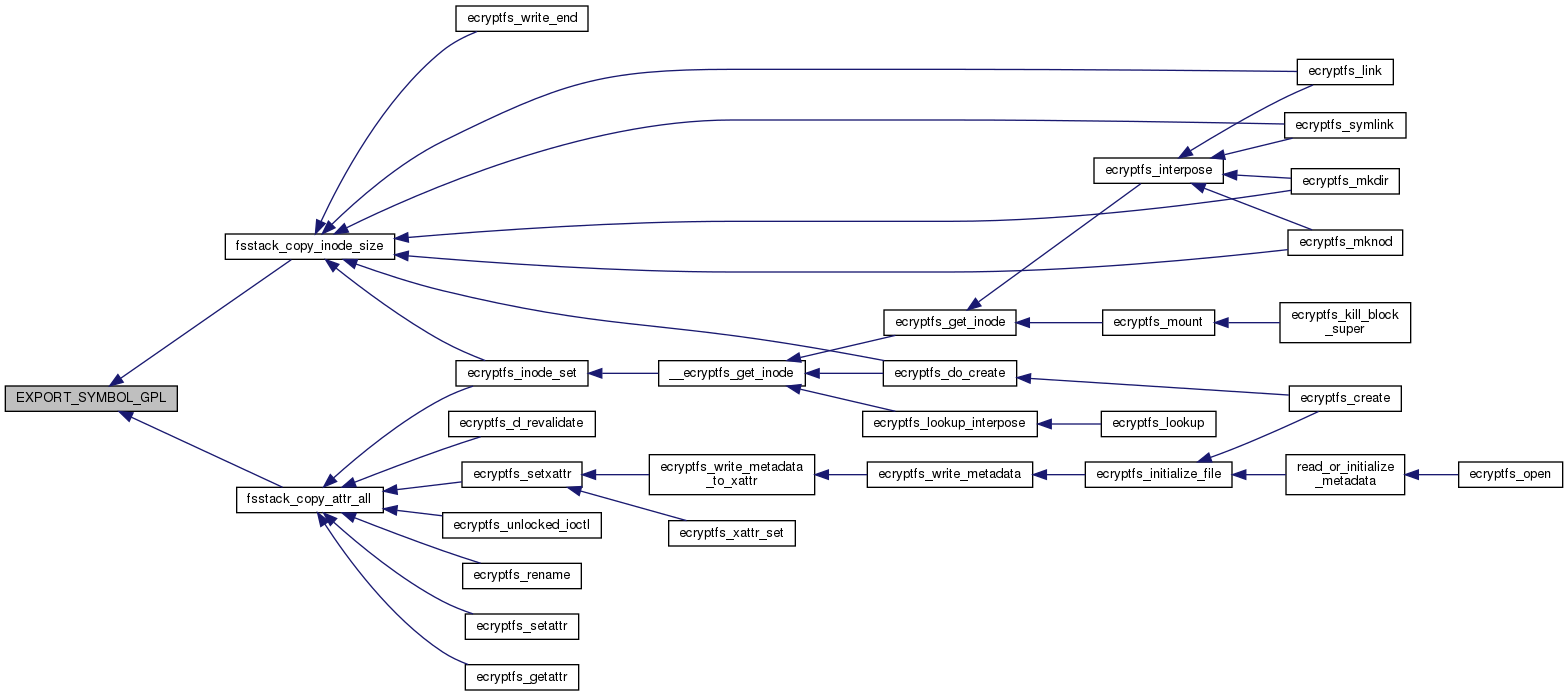 ecryptfs_write_end
ecryptfs_link
ecryptfs_symlink
ecryptfs_interpose
ecryptfs_mkdir
fsstack_copy_inode_size
ecryptfs_mknod
ecryptfs_get_inode
ecryptfs_mount
ecryptfs_kill_block
_super
ecryptfs_inode_set
__ecryptfs_get_inode
ecryptfs_do_create
EXPORT_SYMBOL_GPL
ecryptfs_create
ecryptfs_d_revalidate
ecryptfs_lookup_interpose
ecryptfs_lookup
ecryptfs_setxattr
ecryptfs_write_metadata
_to_xattr
ecryptfs_write_metadata
ecryptfs_initialize_file
read_or_initialize
_metadata
ecryptfs_open
fsstack_copy_attr_all
ecryptfs_unlocked_ioctl
ecryptfs_xattr_set
ecryptfs_rename
ecryptfs_setattr
ecryptfs_getattr